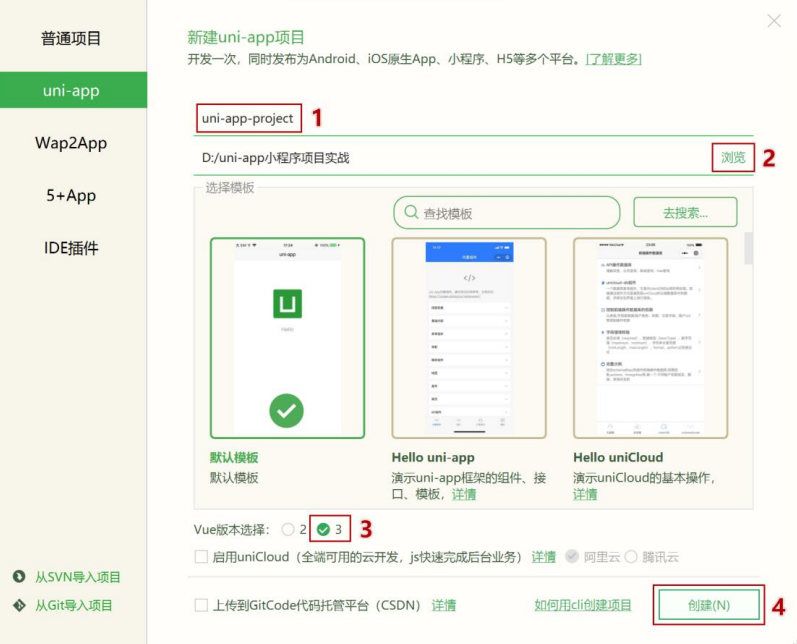 普通项目
uni-app
Wap2App
5+App
IDE插件
从SVN导入项目
从Git导入项目
新建uni-app项目
开发一次，同时发布为Android、iOS原生App、小程序、H5等多个平台。[了解更多]
uni-app-project
1
D:/uni-app小程序项目实战
浏览
2
选择模板
查找模板
去搜索...
uni-app
Hello
默认模板
默认模板
Hello uni-app
演示uni-app框架的组件、接
口、模板，详情
Hello uniCloud
演示uniCloud的基本操作，
详情
Vue版本选择：
2
3
3
启用uniCloud（全端可用的云开发，js快速完成后台业务）
详情
阿里云
腾讯云
上传到GitCode代码托管平台（CSDN）
详情
如何用cli创建项目
创建(N)
4